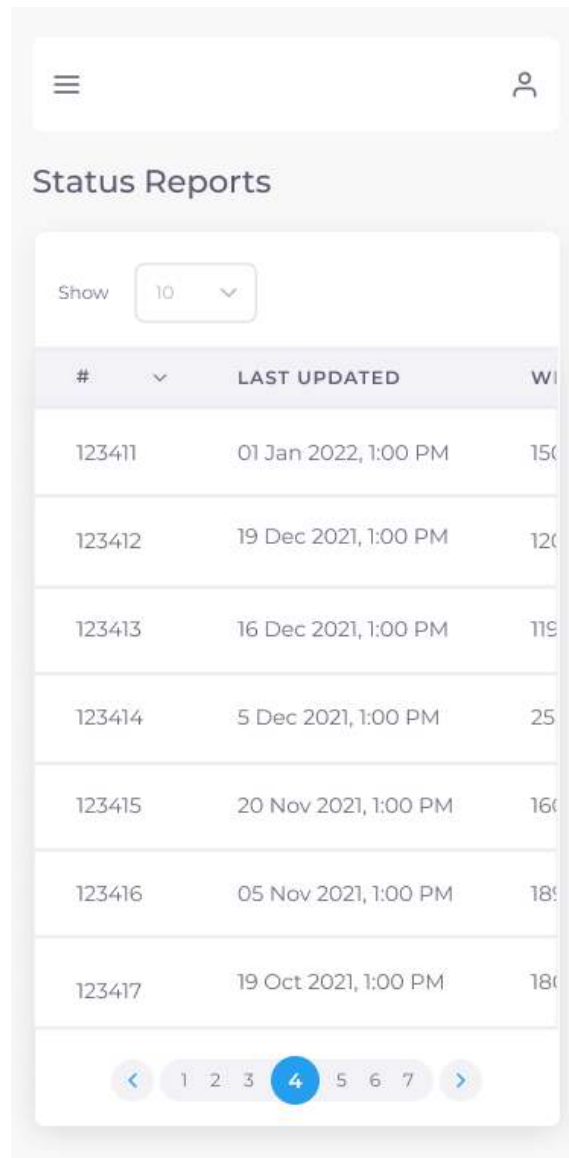 Status Reports
Show 10
# LAST UPDATED
123411 01 Jan 2022, 1:00 PM
123412 19 Dec 2021, 1:00 PM
123413 16 Dec 2021, 1:00 PM
123414 5 Dec 2021, 1:00 PM 25
123415 20 Nov 2021, 1:00 PM
123416 05 Nov 2021, 1:00 PM
123417 19 Oct 2021, 1:00 PM
1 2 3 4 5 6 7